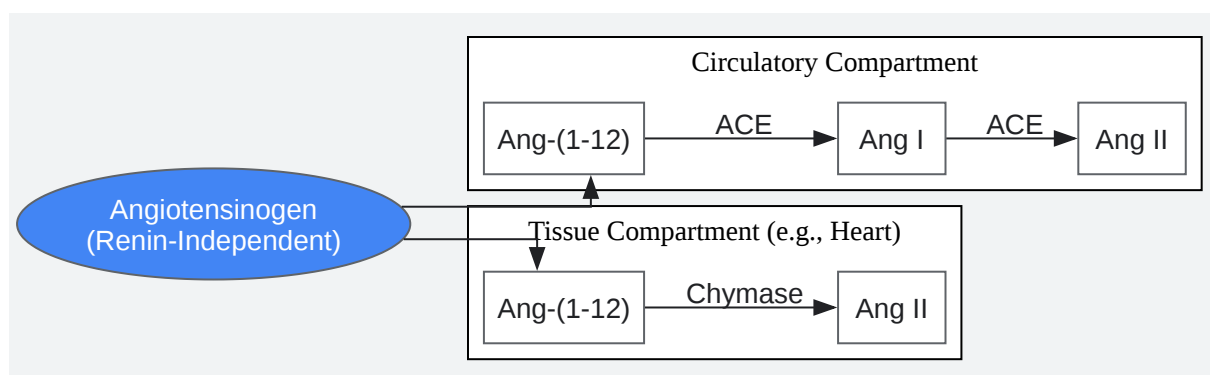 Circulatory Compartment
Ang-(1-12)
ACE
Ang I
ACE
Ang II
Angiotensinogen
(Renin-Independent)
Tissue Compartment (e.g., Heart)
Ang-(1-12)
Chymase
Ang II